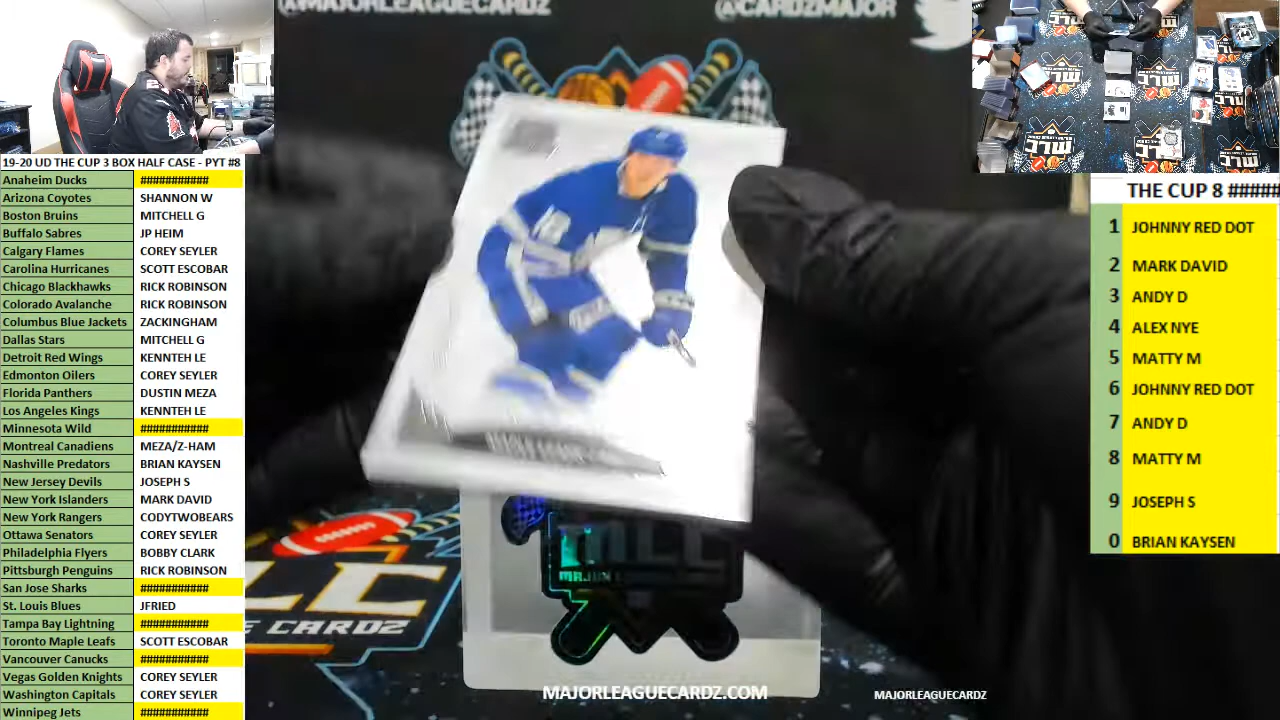 @MAJORLEAGUECARDZ
@CARDZMAJOR
19-20 UD THE CUP 3 BOX HALF CASE - PYT #8
Anaheim Ducks ###########
Arizona Coyotes SHANNON W
Boston Bruins MITCHELL G
Buffalo Sabres JP HEIM
Calgary Flames COREY SEYLER
Carolina Hurricanes SCOTT ESCOBAR
Chicago Blackhawks RICK ROBINSON
Colorado Avalanche RICK ROBINSON
Columbus Blue Jackets ZACKINGHAM
Dallas Stars MITCHELL G
Detroit Red Wings KENNTEH LE
Edmonton Oilers COREY SEYLER
Florida Panthers DUSTIN MEZA
Los Angeles Kings KENNTEH LE
Minnesota Wild ###########
Montreal Canadiens MEZA/Z-HAM
Nashville Predators BRIAN KAYSEN
New Jersey Devils JOSEPH S
New York Islanders MARK DAVID
New York Rangers CODYTWOBEARS
Ottawa Senators COREY SEYLER
Philadelphia Flyers BOBBY CLARK
Pittsburgh Penguins RICK ROBINSON
San Jose Sharks ###########
St. Louis Blues JFRIED
Tampa Bay Lightning ###########
Toronto Maple Leafs SCOTT ESCOBAR
Vancouver Canucks ###########
Vegas Golden Knights COREY SEYLER
Washington Capitals COREY SEYLER
Winnipeg Jets ###########
THE CUP 8 #####
1 JOHNNY RED DOT
2 MARK DAVID
3 ANDY D
4 ALEX NYE
5 MATTY M
6 JOHNNY RED DOT
7 ANDY D
8 MATTY M
9 JOSEPH S
0 BRIAN KAYSEN
MLC
LC
E CARDZ
MAJORLEAGUECARDZ.COM
MAJORLEAGUECARDZ